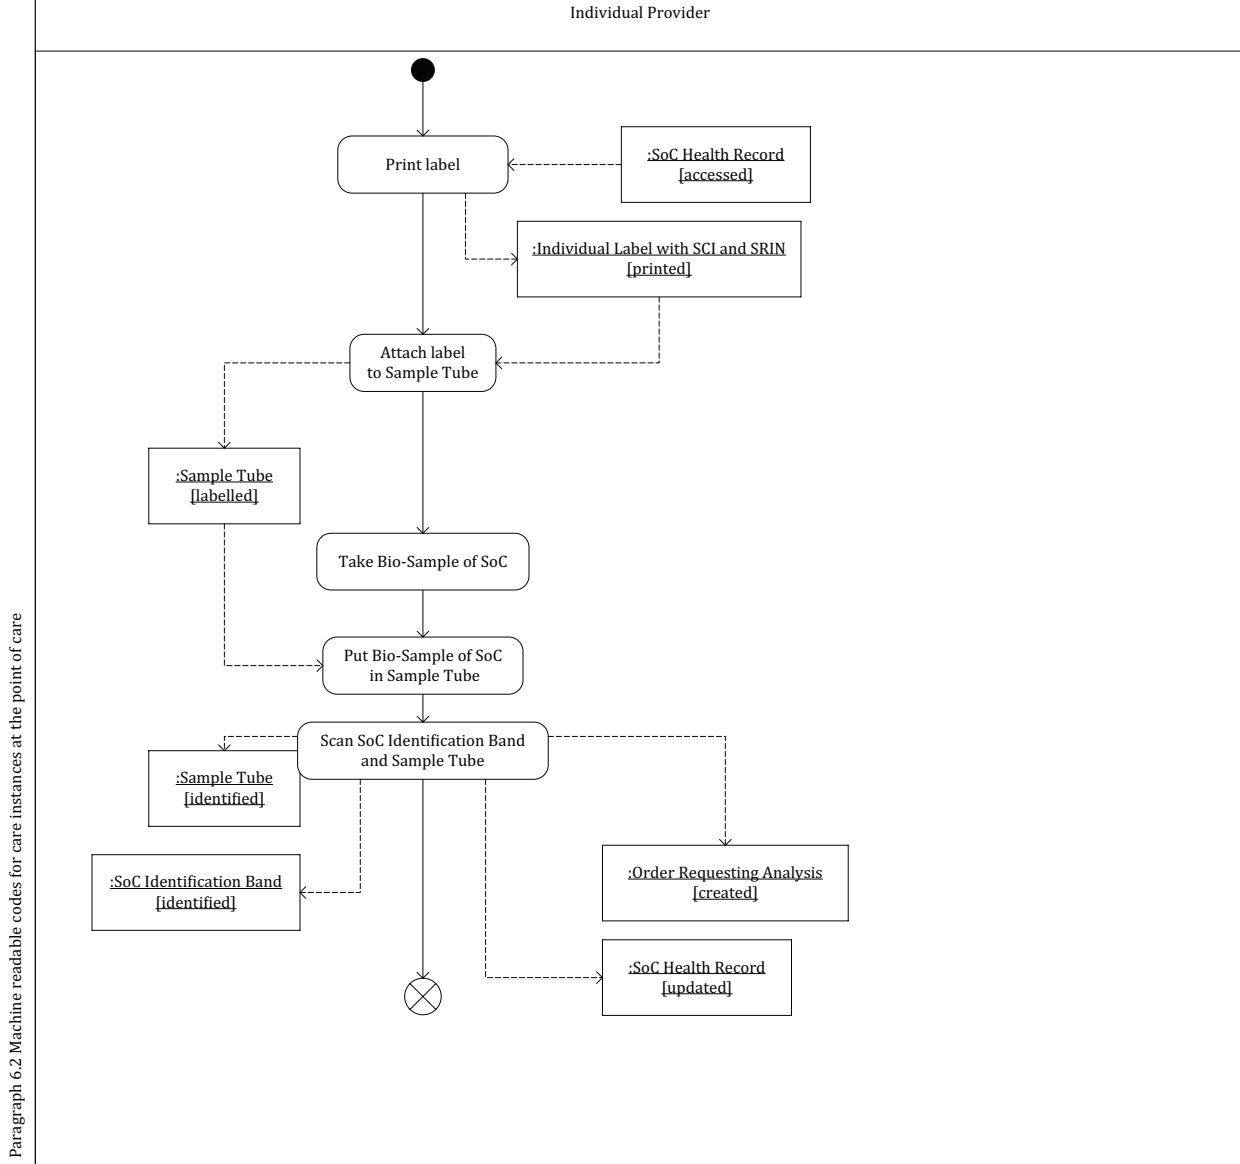 Individual Provider
Print label
:SoC Health Record
[accessed]
:Individual Label with SCI and SRIN
[printed]
Attach label
to Sample Tube
:Sample Tube
[labelled]
Take Bio-Sample of SoC
Put Bio-Sample of SoC
in Sample Tube
Scan SoC Identification Band
and Sample Tube
:Sample Tube
[identified]
:SoC Identification Band
[identified]
:Order Requesting Analysis
[created]
:SoC Health Record
[updated]
Paragraph 6.2 Machine readable codes for care instances at the point of care